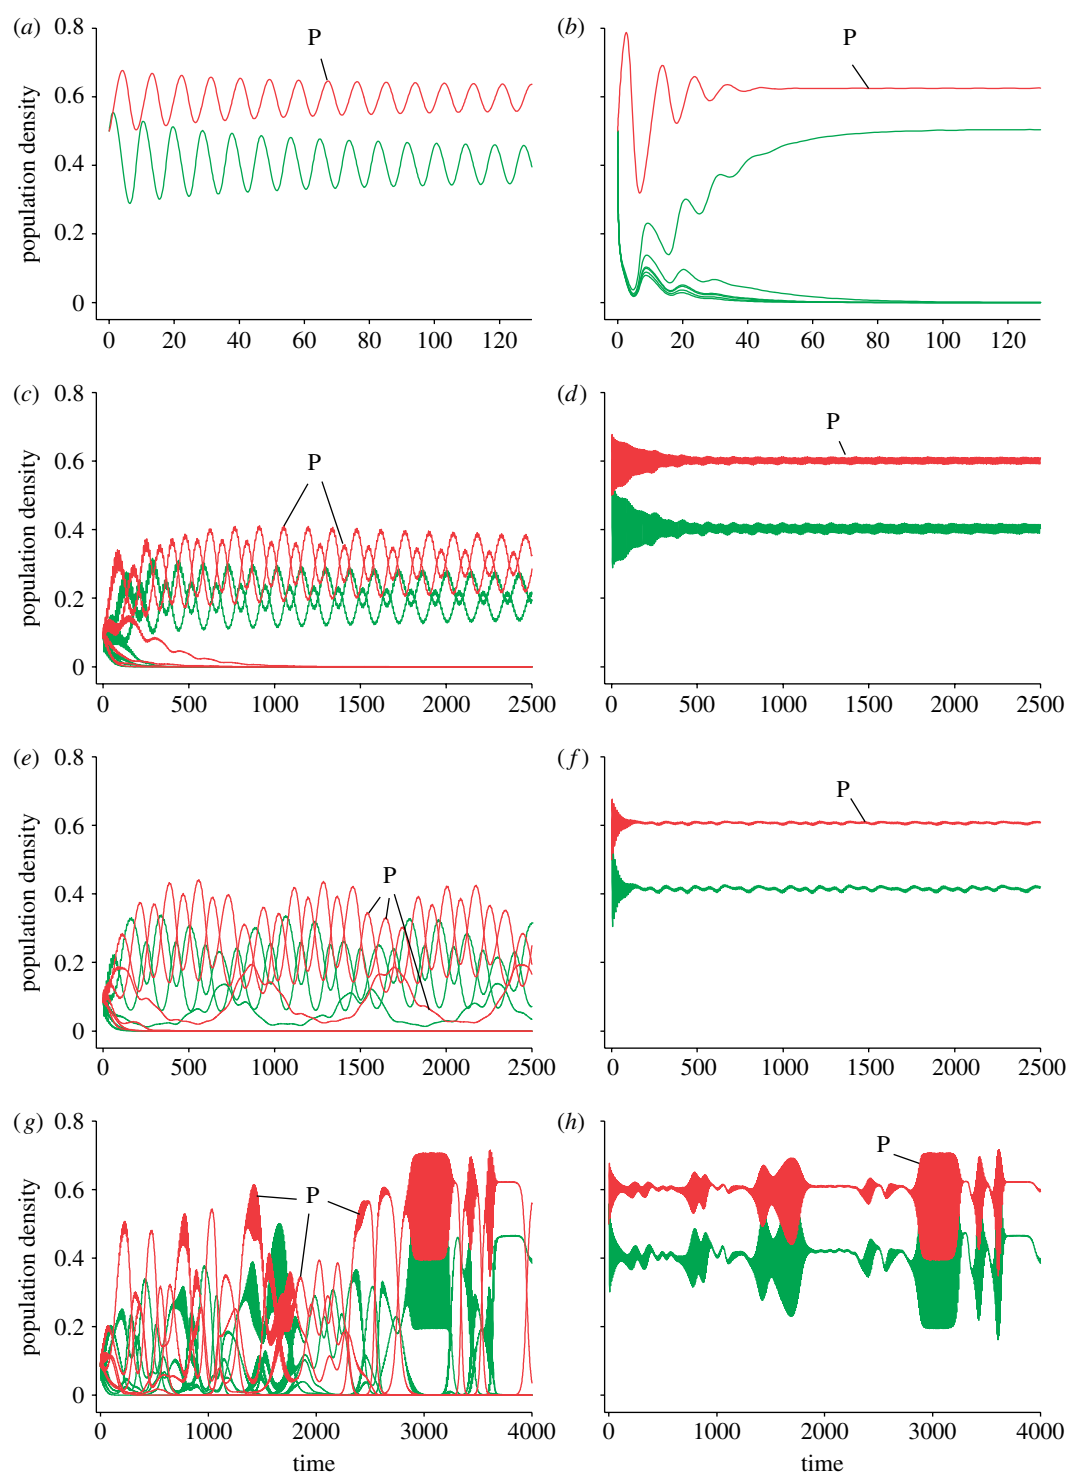 (a) 0.8 P (b) P
0.6
0.4
0.2
0
population density
0 20 40 60 80 100 120 0 20 40 60 80 100 120
(c) 0.8 (d)
P
0.6
P
0.4
0.2
0
population density
0 500 1000 1500 2000 2500 0 500 1000 1500 2000 2500
(e) 0.8 (f)
P
0.6
0.4
P
0.2
0
population density
0 500 1000 1500 2000 2500 0 500 1000 1500 2000 2500
(g) 0.8 (h)
P
0.6 P
0.4
0.2
0
population density
0 1000 2000 3000 4000 0 1000 2000 3000 4000
time time